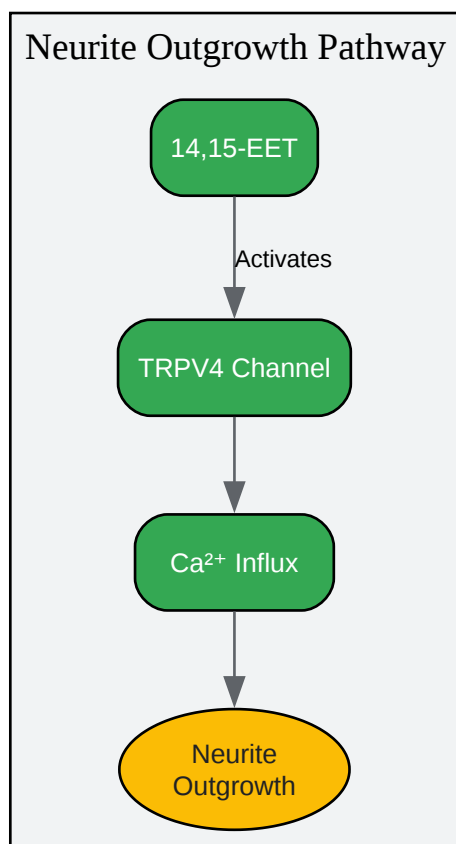 Neurite Outgrowth Pathway
14,15-EET
Activates
TRPV4 Channel
Ca²⁺ Influx
Neurite
Outgrowth